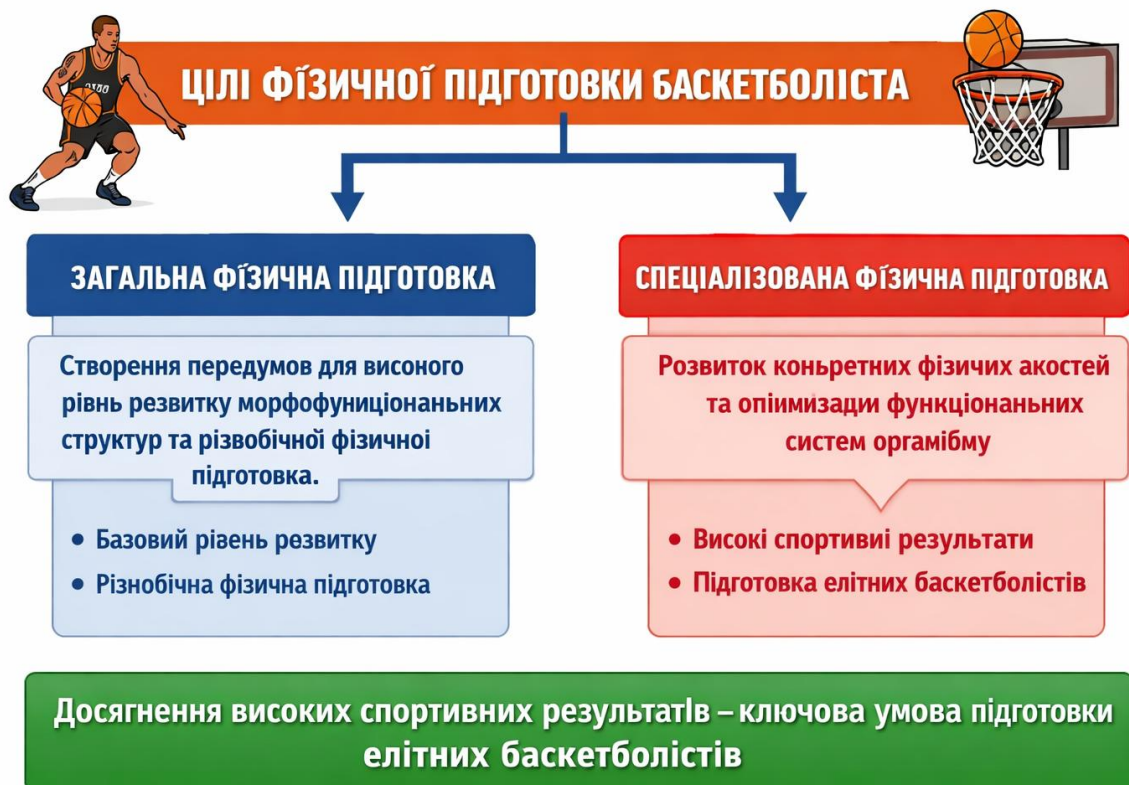 ЦІЛІ ФІЗИЧНОЇ ПІДГОТОВКИ БАСКЕТБОЛІСТА
ЗАГАЛЬНА ФІЗИЧНА ПІДГОТОВКА
Створення передумов для висоного
рівнь резвитку морфофуниціонаньних
структур та різвобічної фізичної
підготовка.
• Базовий рівень резвитку
• Різнобічна фізична підготовка
СПЕЦІАЛІЗОВАНА ФІЗИЧНА ПІДГОТОВКА
Розвиток коньретних фізичих акостей
та опіимизадии функціонаньних
систем оргамібму
• Високі спортивиі результати
• Підготовка елітних баскетболістів
Досягнення високих спортивних результатів – ключова умова підготовки
елітних баскетболістів